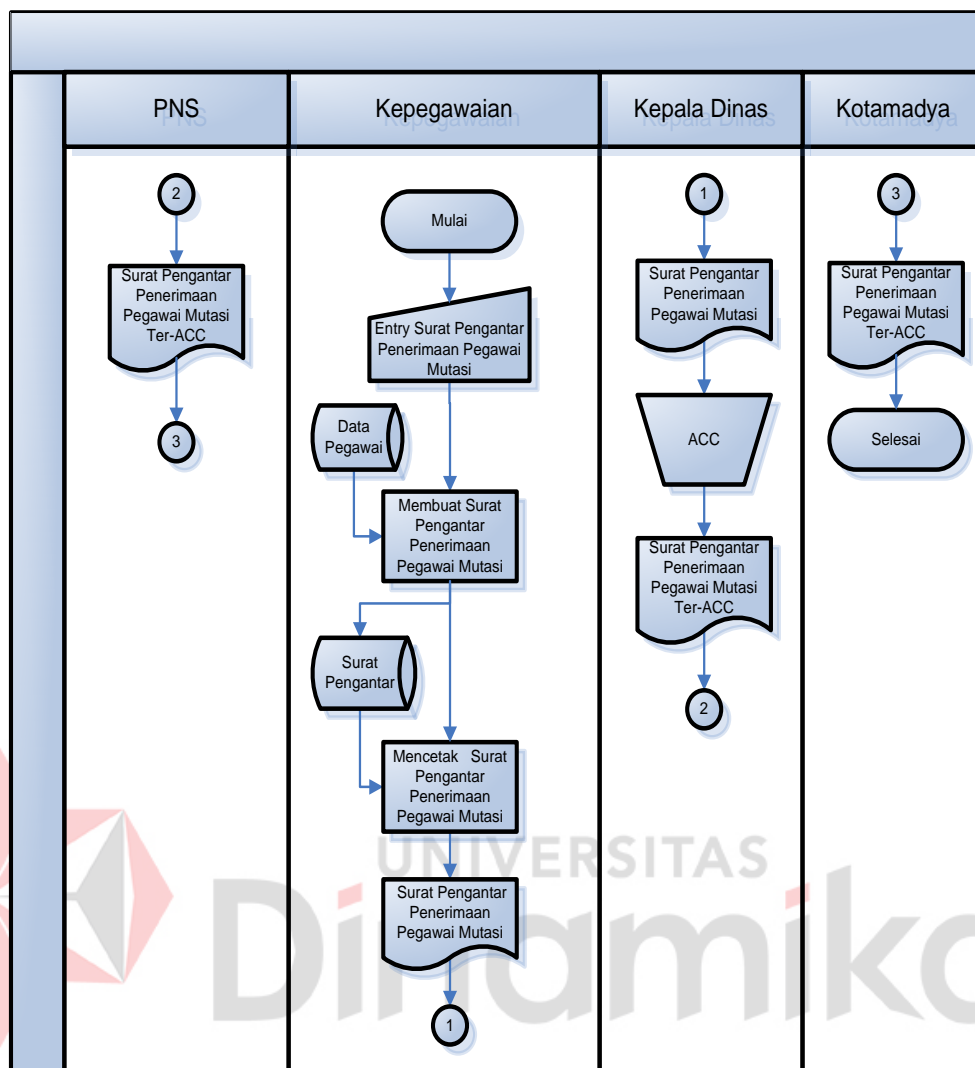 PNS
Kepegawaian
Kepala Dinas
Kotamadya
2
Surat Pengantar
Penerimaan
Pegawai Mutasi
Ter-ACC
3
Mulai
Entry Surat Pengantar
Penerimaan Pegawai
Mutasi
Data
Pegawai
Membuat Surat
Pengantar
Penerimaan
Pegawai Mutasi
Surat
Pengantar
Mencetak Surat
Pengantar
Penerimaan
Pegawai Mutasi
Surat Pengantar
Penerimaan
Pegawai Mutasi
1
1
Surat Pengantar
Penerimaan
Pegawai Mutasi
ACC
Surat Pengantar
Penerimaan
Pegawai Mutasi
Ter-ACC
2
3
Surat Pengantar
Penerimaan
Pegawai Mutasi
Ter-ACC
Selesai
UNIVERSITAS
Dinamika